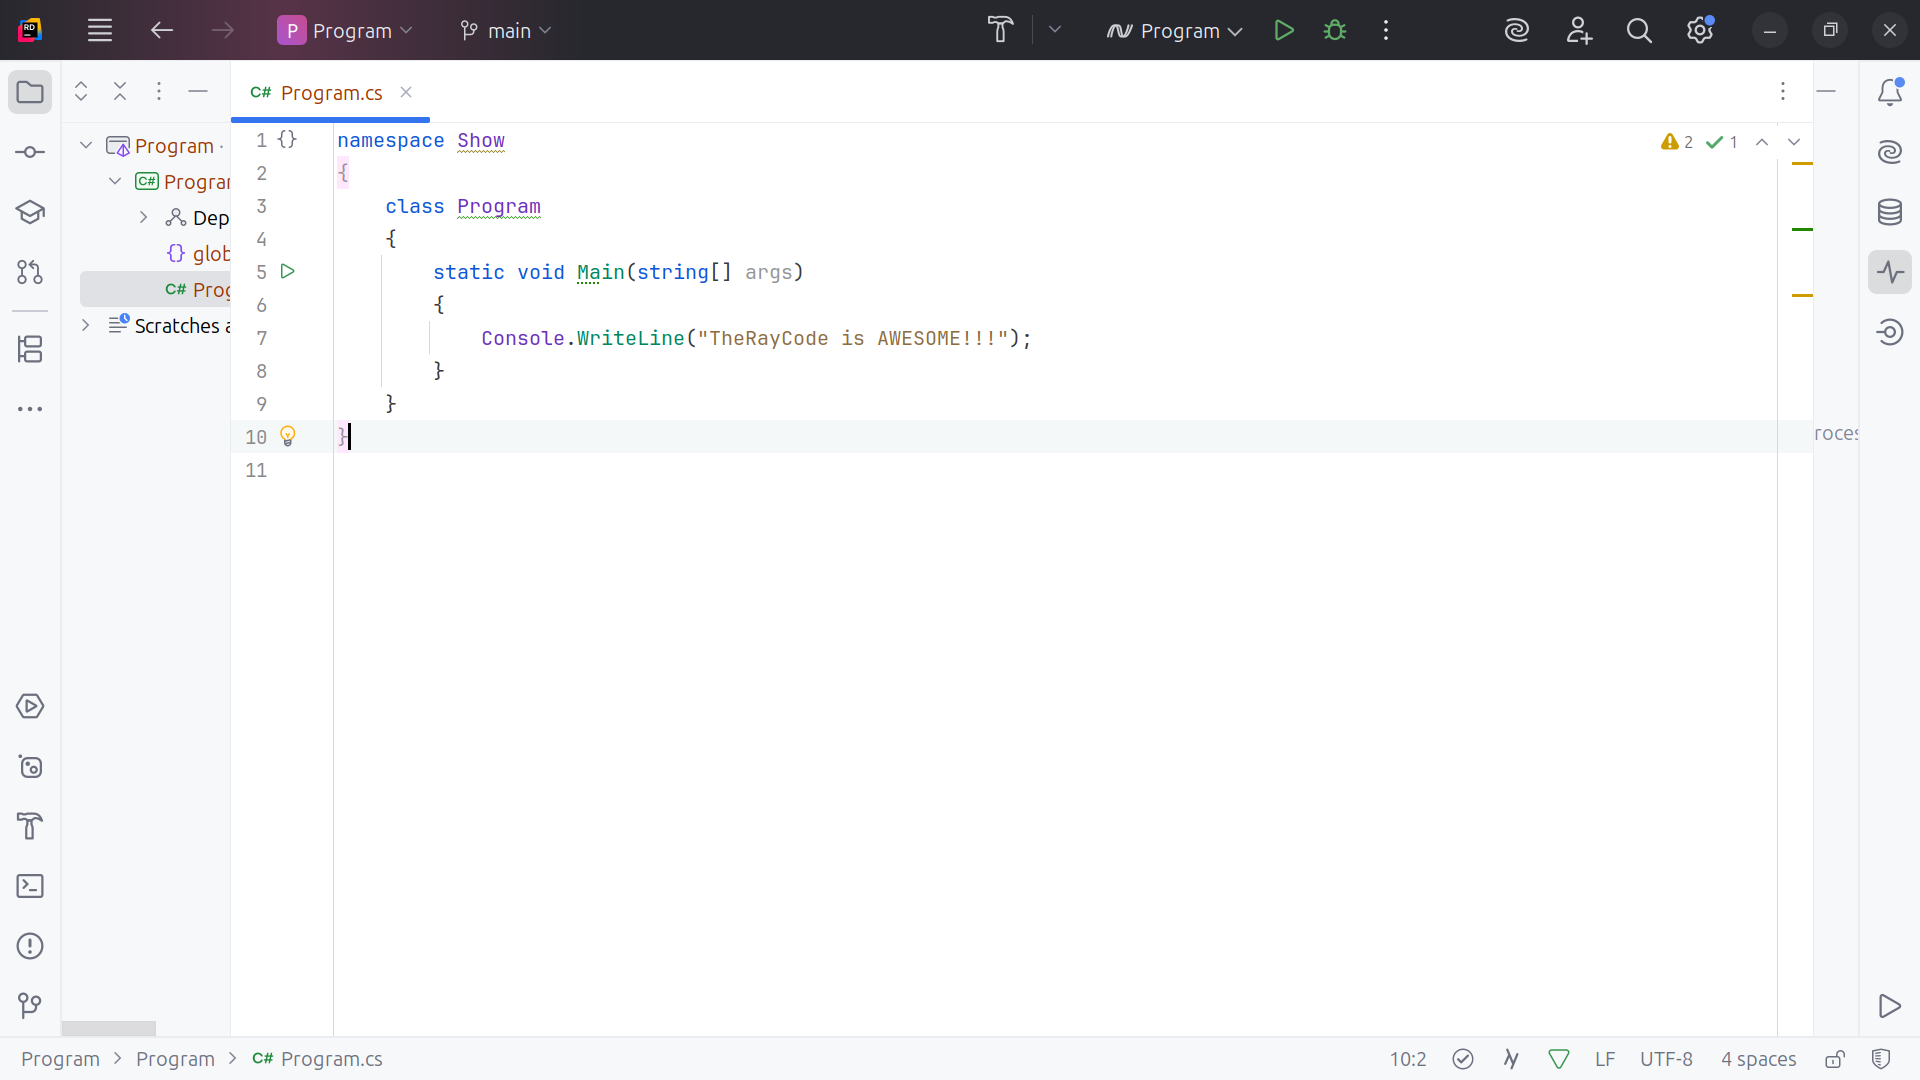 RD
P Program
main
Program
C# Program.cs
Program ·
C# Program
Dep
{} glob
C# Prog
Scratches a
1 {} namespace Show
2 {
3 class Program
4 {
5 static void Main(string[] args)
6 {
7 Console.WriteLine("TheRayCode is AWESOME!!!");
8 }
9 }
10 }
11
2 1
roces
Program > Program > C# Program.cs
10:2 LF UTF-8 4 spaces